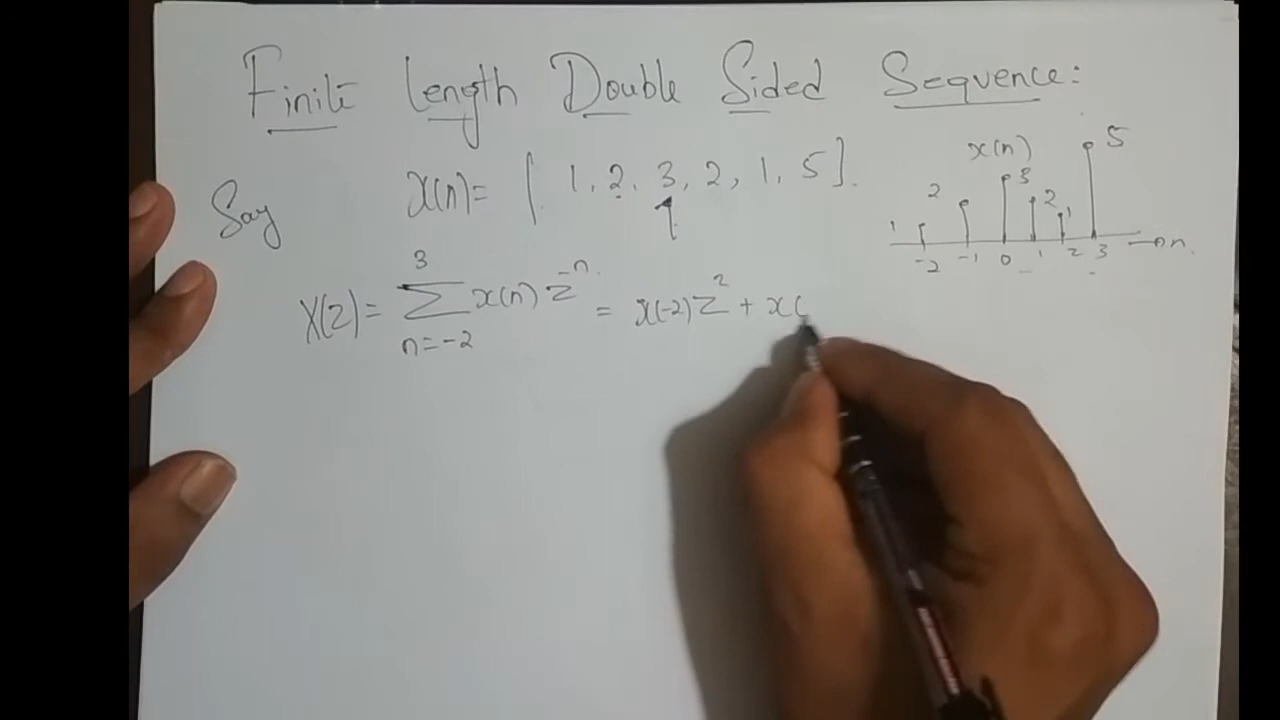 Finite Length Double Sided Sequence:
Say x(n)= [ 1, 2, 3, 2, 1, 5 ].
↑
x(n)
1 2 3 2 1 5
-2 -1 0 1 2 3 → n.
X(z)= 3 ∑ n=-2 x(n) z^-n = x(-2) z^2 + x(